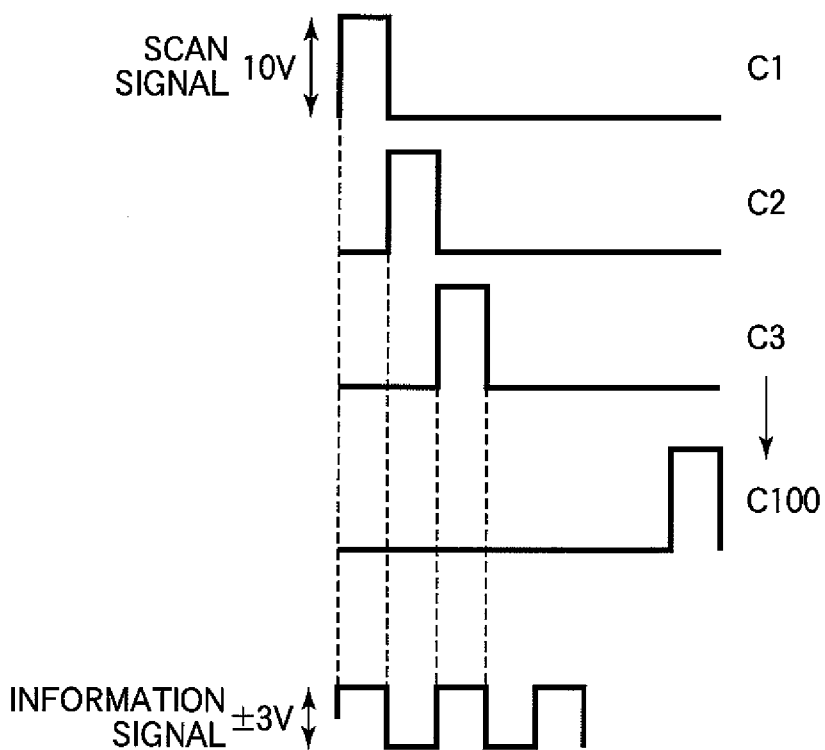 SCAN
SIGNAL 10V
C1
C2
C3
C100
INFORMATION
SIGNAL ±3V